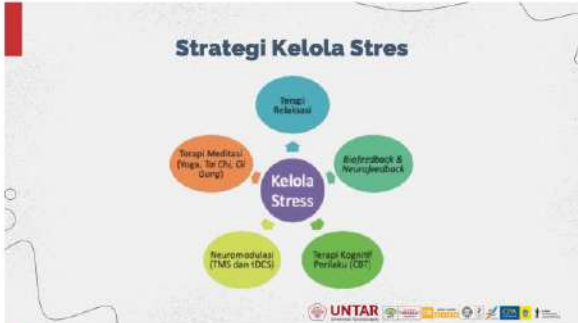 Strategi Kelola Stres
Terapi
Relaksasi
Terapi Meditasi
(Yoga, Tai Chi, Qi
Gong)
Biofeedback &
Neurofeedback
Kelola
Stress
Neuromodulasi
(TMS dan tDCS)
Terapi Kognitif
Perilaku (CBT)
UNTAR